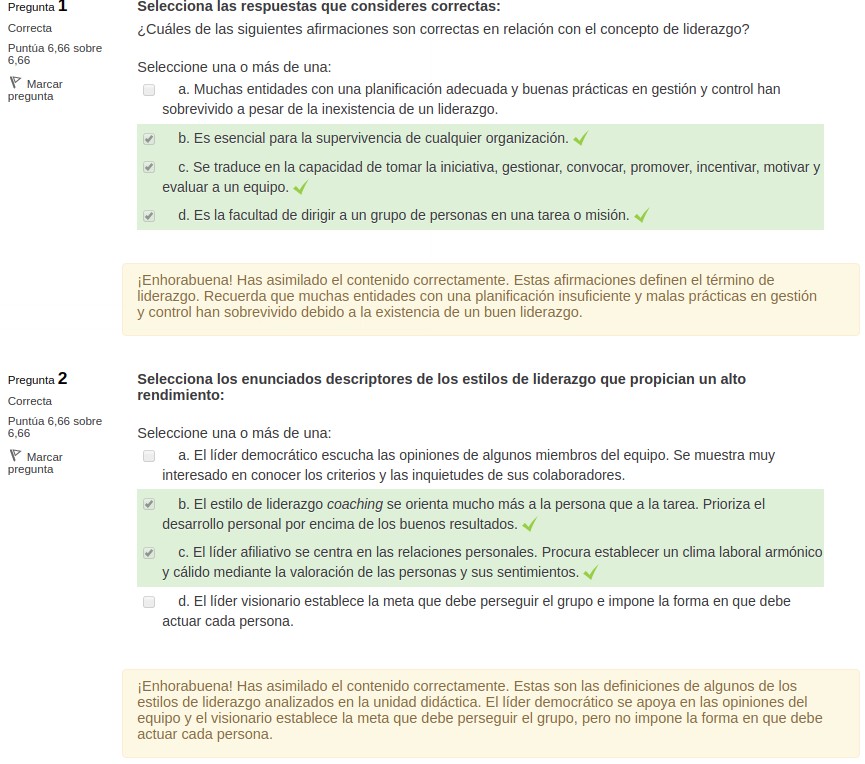 Pregunta 1
Correcta
Puntúa 6,66 sobre
6,66
Marcar
pregunta
Selecciona las respuestas que consideres correctas:
¿Cuáles de las siguientes afirmaciones son correctas en relación con el concepto de liderazgo?
Seleccione una o más de una:
a. Muchas entidades con una planificación adecuada y buenas prácticas en gestión y control han
sobrevivido a pesar de la inexistencia de un liderazgo.
b. Es esencial para la supervivencia de cualquier organización.
c. Se traduce en la capacidad de tomar la iniciativa, gestionar, convocar, promover, incentivar, motivar y
evaluar a un equipo.
d. Es la facultad de dirigir a un grupo de personas en una tarea o misión.
¡Enhorabuena! Has asimilado el contenido correctamente. Estas afirmaciones definen el término de
liderazgo. Recuerda que muchas entidades con una planificación insuficiente y malas prácticas en gestión
y control han sobrevivido debido a la existencia de un buen liderazgo.
Pregunta 2
Correcta
Puntúa 6,66 sobre
6,66
Marcar
pregunta
Selecciona los enunciados descriptores de los estilos de liderazgo que propician un alto
rendimiento:
Seleccione una o más de una:
a. El líder democrático escucha las opiniones de algunos miembros del equipo. Se muestra muy
interesado en conocer los criterios y las inquietudes de sus colaboradores.
b. El estilo de liderazgo coaching se orienta mucho más a la persona que a la tarea. Prioriza el
desarrollo personal por encima de los buenos resultados.
c. El líder afiliativo se centra en las relaciones personales. Procura establecer un clima laboral armónico
y cálido mediante la valoración de las personas y sus sentimientos.
d. El líder visionario establece la meta que debe perseguir el grupo e impone la forma en que debe
actuar cada persona.
¡Enhorabuena! Has asimilado el contenido correctamente. Estas son las definiciones de algunos de los
estilos de liderazgo analizados en la unidad didáctica. El líder democrático se apoya en las opiniones del
equipo y el visionario establece la meta que debe perseguir el grupo, pero no impone la forma en que debe
actuar cada persona.